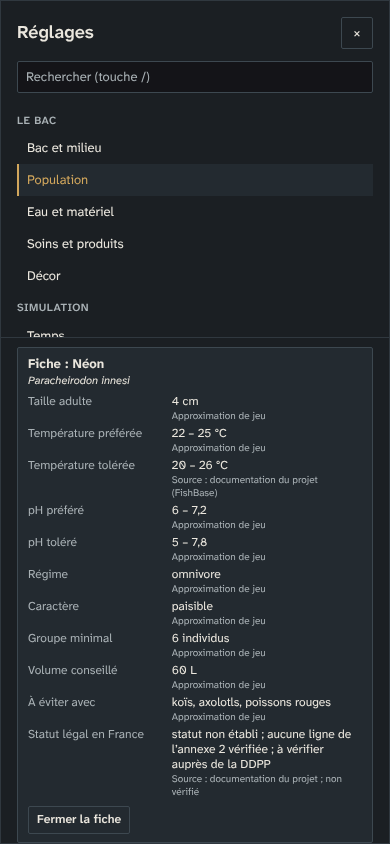 Réglages
×
Rechercher (touche /)
LE BAC
Bac et milieu
Population
Eau et matériel
Soins et produits
Décor
SIMULATION
Temps
Fiche : Néon
Paracheirodon innesi
Taille adulte
4 cm
Approximation de jeu
Température préférée
22 – 25 °C
Approximation de jeu
Température tolérée
20 – 26 °C
Source : documentation du projet
(FishBase)
pH préféré
6 – 7,2
Approximation de jeu
pH toléré
5 – 7,8
Approximation de jeu
Régime
omnivore
Approximation de jeu
Caractère
paisible
Approximation de jeu
Groupe minimal
6 individus
Approximation de jeu
Volume conseillé
60 L
Approximation de jeu
À éviter avec
koïs, axolotls, poissons rouges
Approximation de jeu
Statut légal en France
statut non établi ; aucune ligne de
l'annexe 2 vérifiée ; à vérifier
auprès de la DDPP
Source : documentation du projet ; non
vérifié
Fermer la fiche